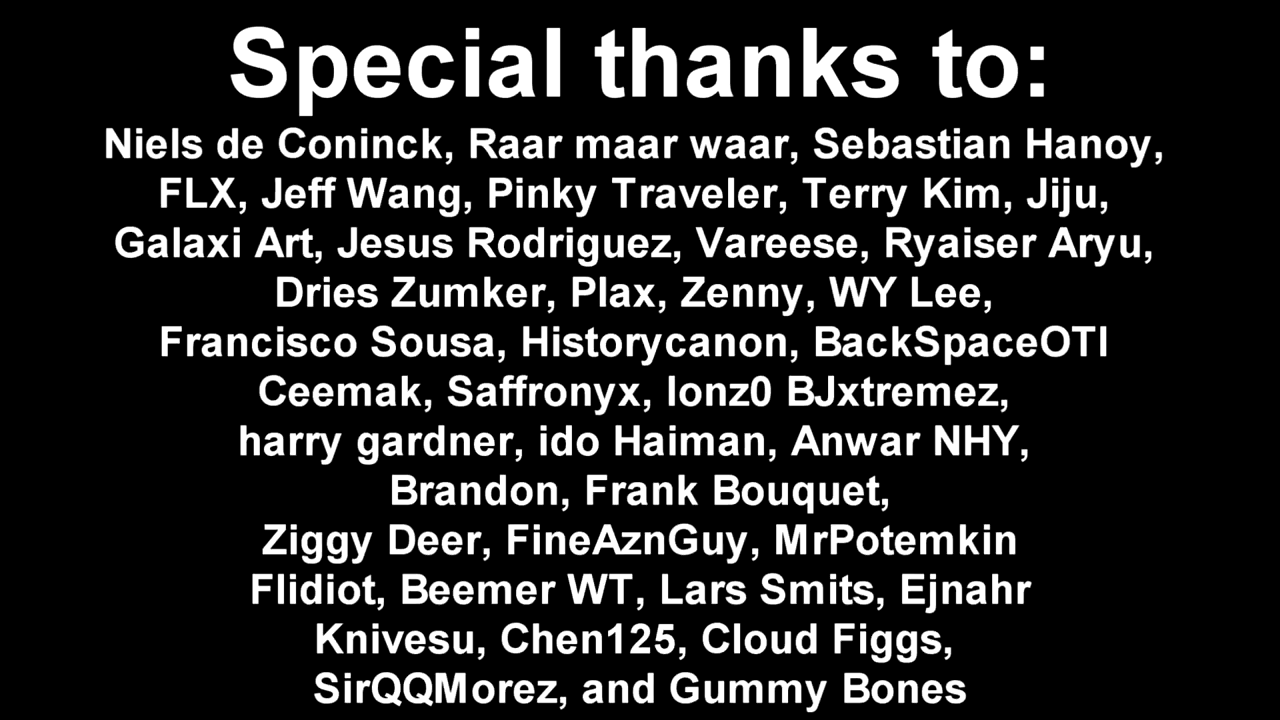 Special thanks to:
Niels de Coninck, Raar maar waar, Sebastian Hanoy,
FLX, Jeff Wang, Pinky Traveler, Terry Kim, Jiju,
Galaxi Art, Jesus Rodriguez, Vareese, Ryaiser Aryu,
Dries Zumker, Plax, Zenny, WY Lee,
Francisco Sousa, Historycanon, BackSpaceOTI
Ceemak, Saffronyx, Ionz0 BJxtremez,
harry gardner, ido Haiman, Anwar NHY,
Brandon, Frank Bouquet,
Ziggy Deer, FineAznGuy, MrPotemkin
Flidiot, Beemer WT, Lars Smits, Ejnahr
Knivesu, Chen125, Cloud Figgs,
SirQQMorez, and Gummy Bones